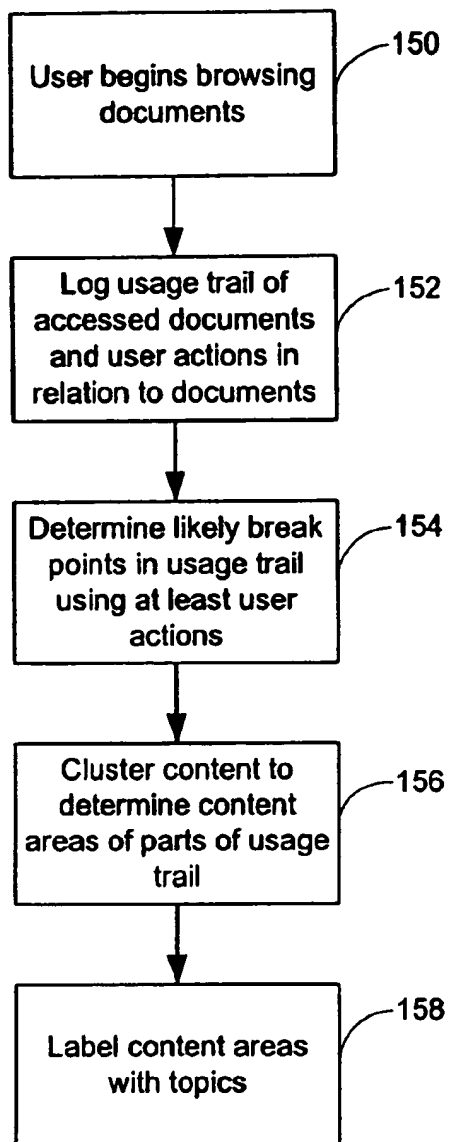 150
User begins browsing
documents
152
Log usage trail of
accessed documents
and user actions in
relation to documents
154
Determine likely break
points in usage trail
using at least user
actions
156
Cluster content to
determine content
areas of parts of usage
trail
158
Label content areas
with topics